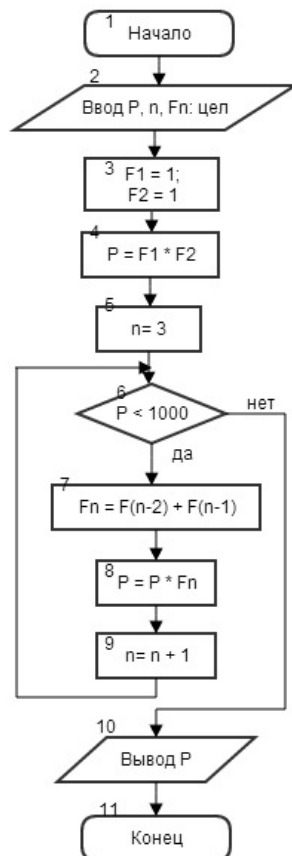 1
Начало
2
Ввод P, n, Fn: цел
3
F1 = 1;
F2 = 1
4
P = F1 * F2
5
n= 3
6
P < 1000
нет
да
7
Fn = F(n-2) + F(n-1)
8
P = P * Fn
9
n= n + 1
10
Вывод P
11
Конец